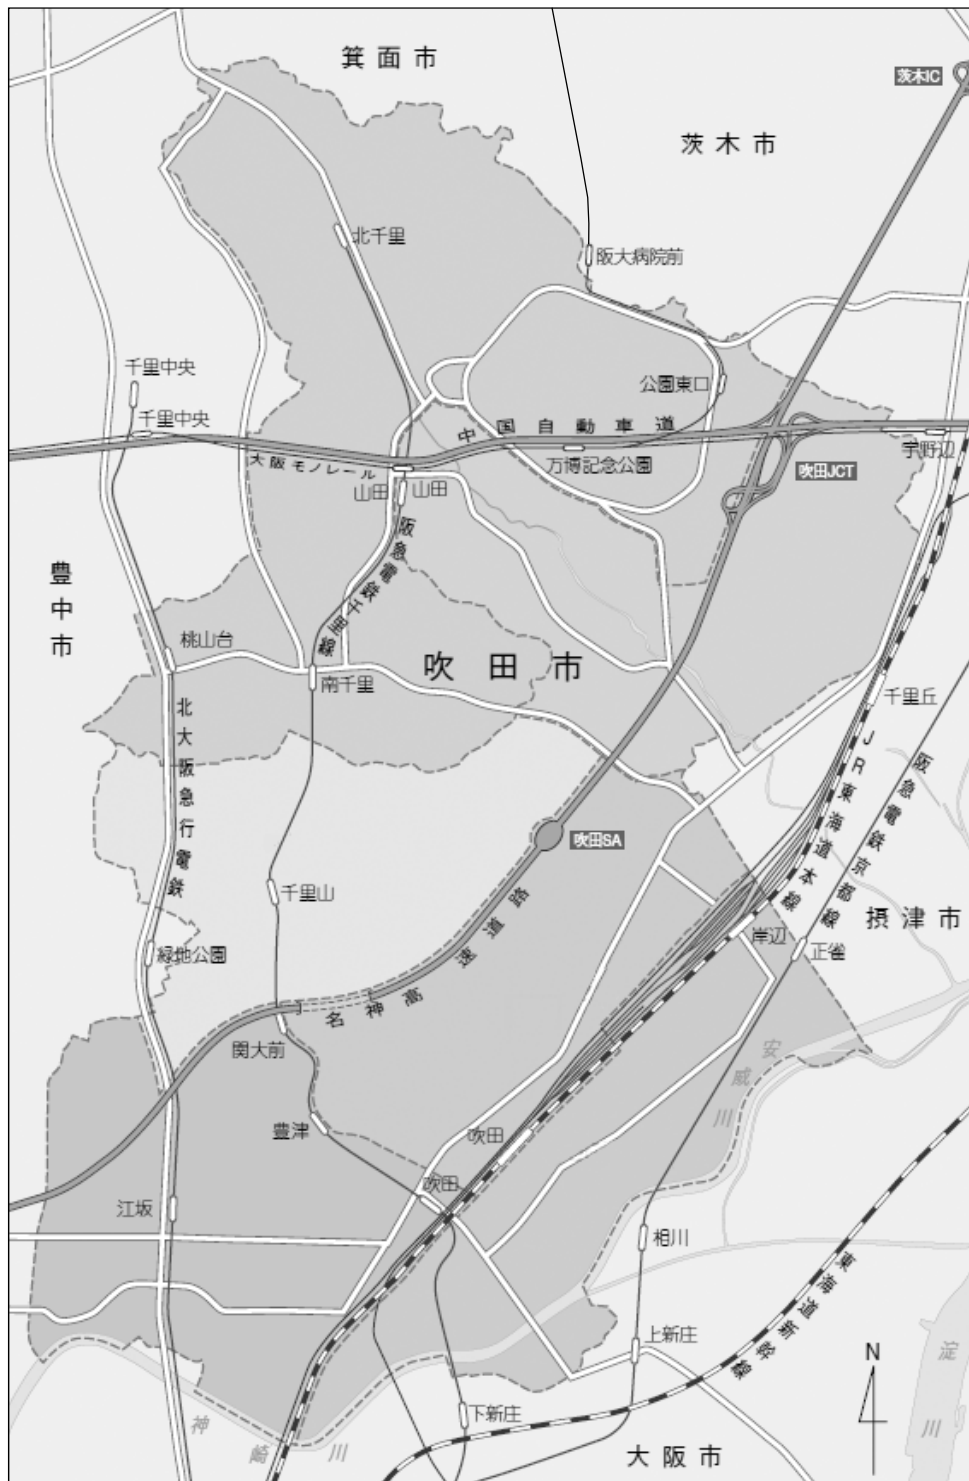 箕面市
茨木IC
茨木市
北千里
阪大病院前
千里中央
公園東口
千里中央
中国自動車道
宇野辺
大阪モノレール
万博記念公園
吹田JCT
山田
山田
阪急電鉄千里線
豊中市
桃山台
吹田市
南千里
千里丘
北大阪急行電鉄
JR東海道本線
阪急電鉄京都線
吹田SA
千里山
摂津市
岸辺
正雀
緑地公園
名神高速道路
関大前
安威川
豊津
吹田
吹田
江坂
相川
東海道新幹線
上新庄
N
淀川
下新庄
神崎川
大阪市